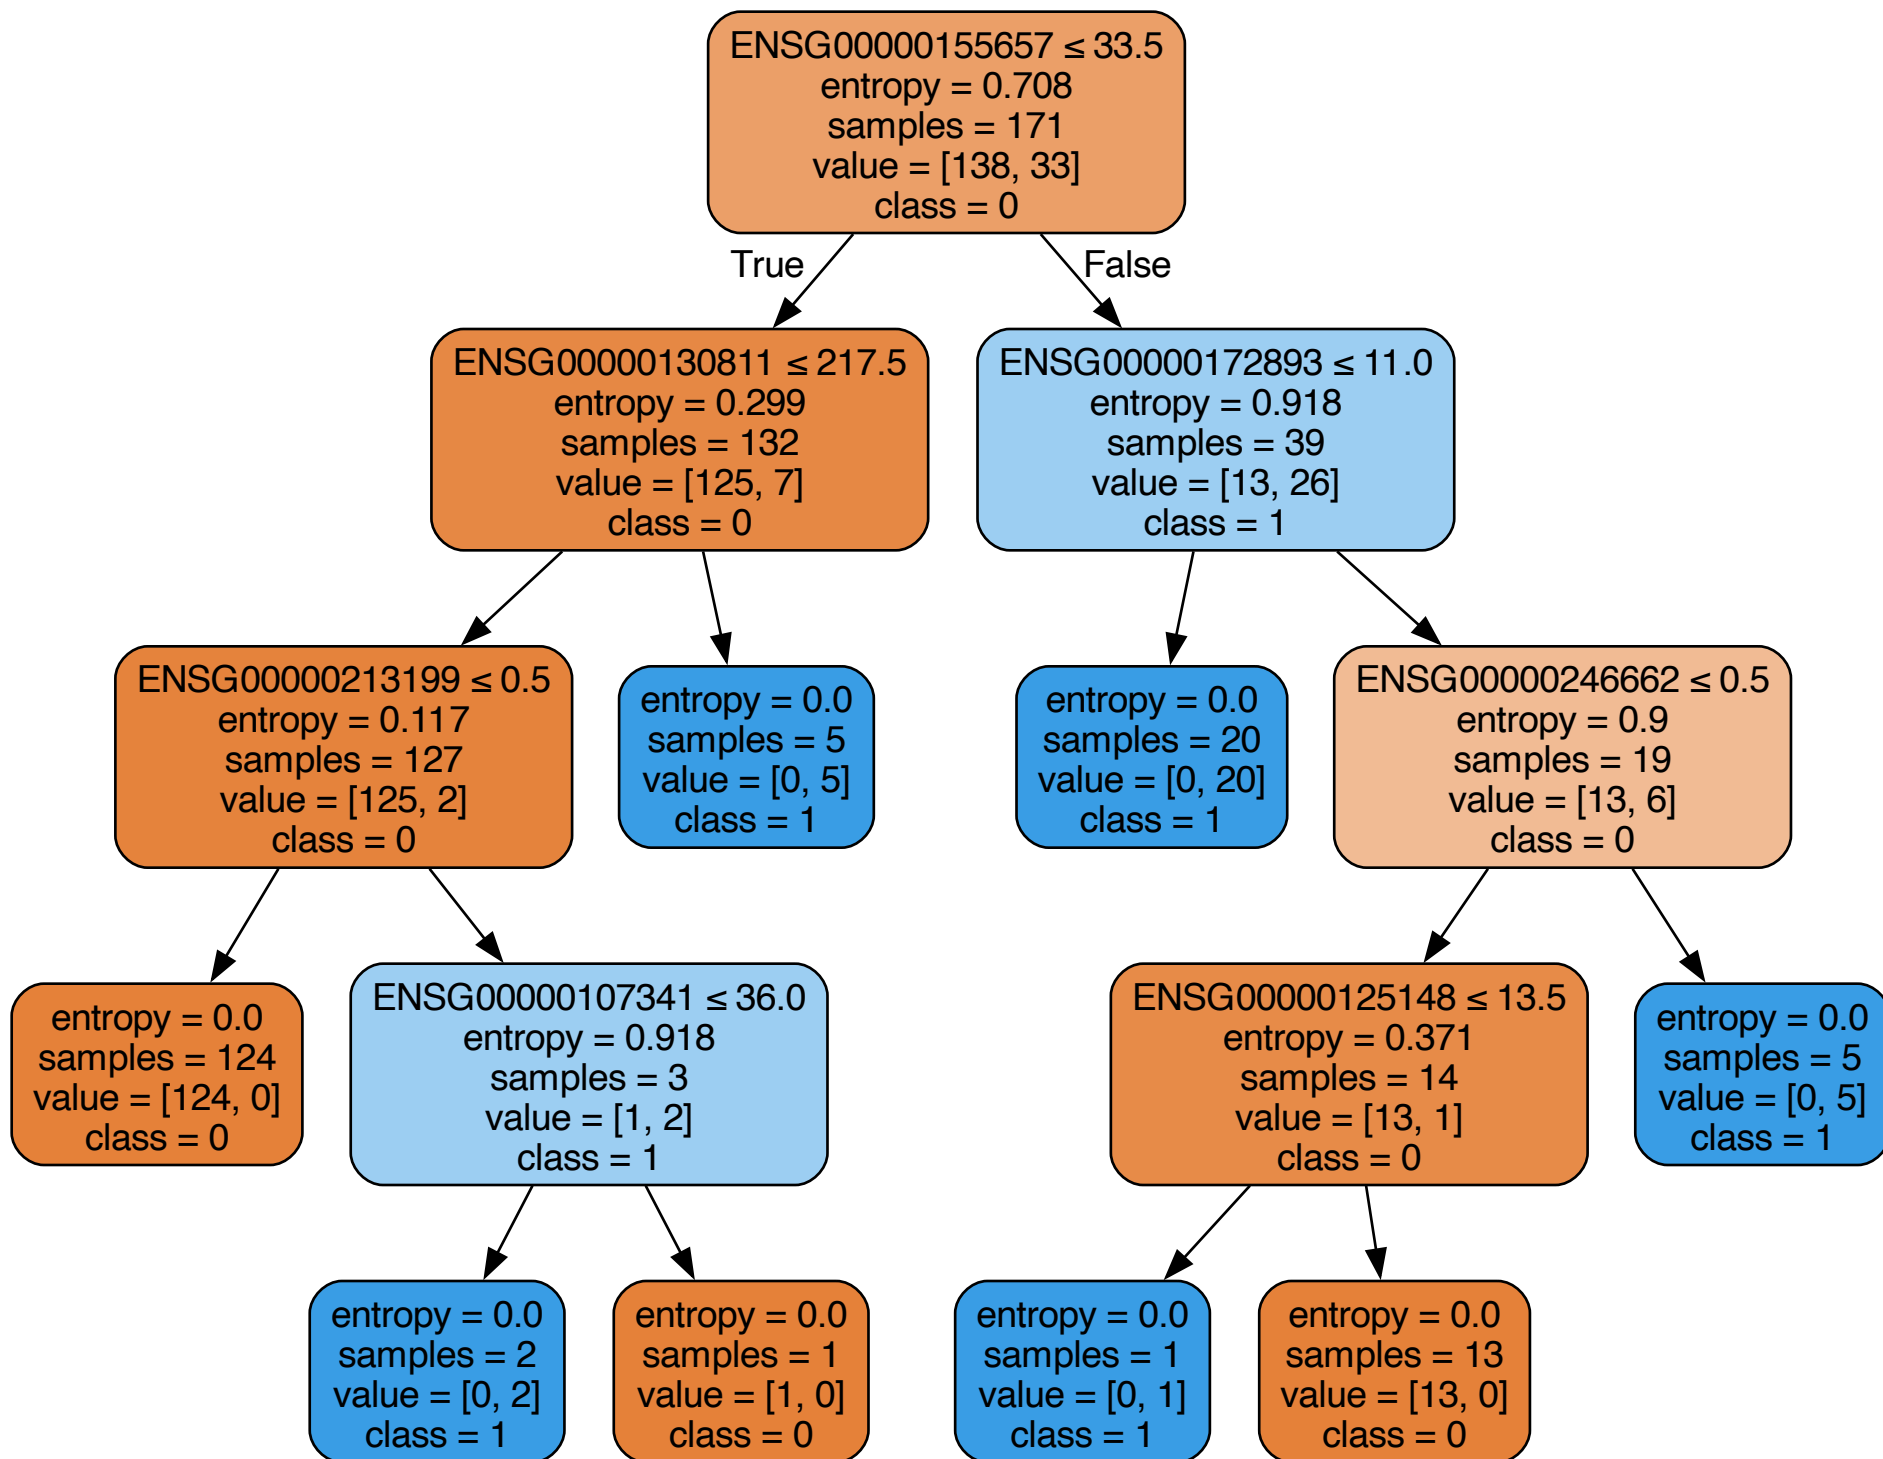 ENSG00000155657 ≤ 33.5
entropy = 0.708
samples = 171
value = [138, 33]
class = 0
True
False
ENSG00000130811 ≤ 217.5
entropy = 0.299
samples = 132
value = [125, 7]
class = 0
ENSG00000172893 ≤ 11.0
entropy = 0.918
samples = 39
value = [13, 26]
class = 1
ENSG00000213199 ≤ 0.5
entropy = 0.117
samples = 127
value = [125, 2]
class = 0
entropy = 0.0
samples = 5
value = [0, 5]
class = 1
entropy = 0.0
samples = 20
value = [0, 20]
class = 1
ENSG00000246662 ≤ 0.5
entropy = 0.9
samples = 19
value = [13, 6]
class = 0
entropy = 0.0
samples = 124
value = [124, 0]
class = 0
ENSG00000107341 ≤ 36.0
entropy = 0.918
samples = 3
value = [1, 2]
class = 1
ENSG00000125148 ≤ 13.5
entropy = 0.371
samples = 14
value = [13, 1]
class = 0
entropy = 0.0
samples = 5
value = [0, 5]
class = 1
entropy = 0.0
samples = 2
value = [0, 2]
class = 1
entropy = 0.0
samples = 1
value = [1, 0]
class = 0
entropy = 0.0
samples = 1
value = [0, 1]
class = 1
entropy = 0.0
samples = 13
value = [13, 0]
class = 0